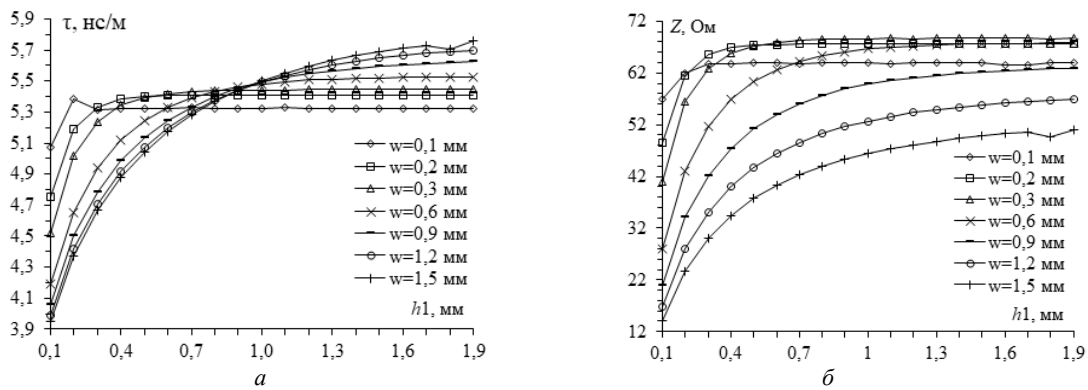 τ, нс/м
5,9
5,7
5,5
5,3
5,1
4,9
4,7
4,5
4,3
4,1
3,9
0,1 0,4 0,7 1,0 1,3 1,6 1,9
w=0,1 мм
w=0,2 мм
w=0,3 мм
w=0,6 мм
w=0,9 мм
w=1,2 мм
w=1,5 мм
h1, мм
а
Z, Ом
72
62
52
42
32
22
12
0,1 0,4 0,7 1 1,3 1,6 1,9
w=0,1 мм
w=0,2 мм
w=0,3 мм
w=0,6 мм
w=0,9 мм
w=1,2 мм
w=1,5 мм
h1, мм
б